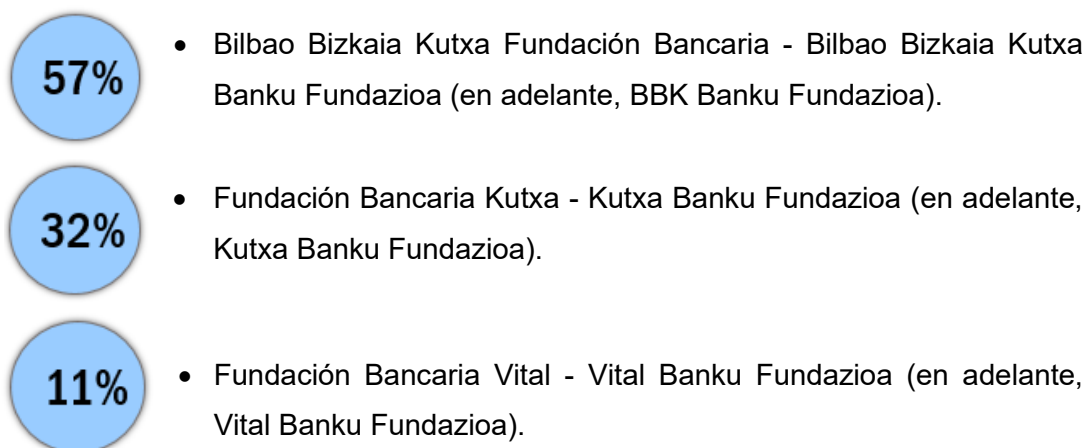 57%
• Bilbao Bizkaia Kutxa Fundación Bancaria - Bilbao Bizkaia Kutxa
Banku Fundazioa (en adelante, BBK Banku Fundazioa).
32%
• Fundación Bancaria Kutxa - Kutxa Banku Fundazioa (en adelante,
Kutxa Banku Fundazioa).
11%
• Fundación Bancaria Vital - Vital Banku Fundazioa (en adelante,
Vital Banku Fundazioa).